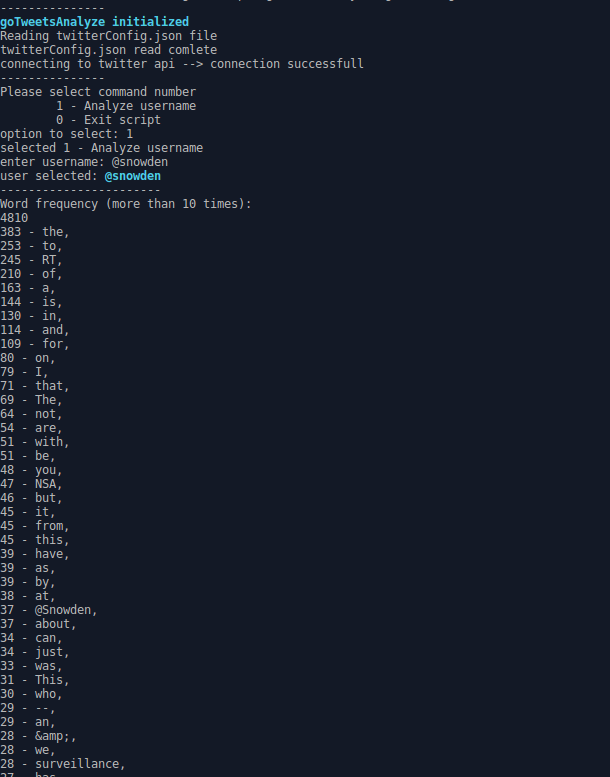 ---------------
goTweetsAnalyze initialized
Reading twitterConfig.json file
twitterConfig.json read comlete
connecting to twitter api --> connection successfull
---------------
Please select command number
1 - Analyze username
0 - Exit script
option to select: 1
selected 1 - Analyze username
enter username: @snowden
user selected: @snowden
-----------------------
Word frequency (more than 10 times):
4810
383 - the,
253 - to,
245 - RT,
210 - of,
163 - a,
144 - is,
130 - in,
114 - and,
109 - for,
80 - on,
79 - I,
71 - that,
69 - The,
64 - not,
54 - are,
51 - with,
51 - be,
48 - you,
47 - NSA,
46 - but,
45 - it,
45 - from,
45 - this,
39 - have,
39 - as,
39 - by,
38 - at,
37 - @Snowden,
37 - about,
34 - can,
34 - just,
33 - was,
31 - This,
30 - who,
29 - --,
29 - an,
28 - &amp;,
28 - we,
28 - surveillance,
27 - has